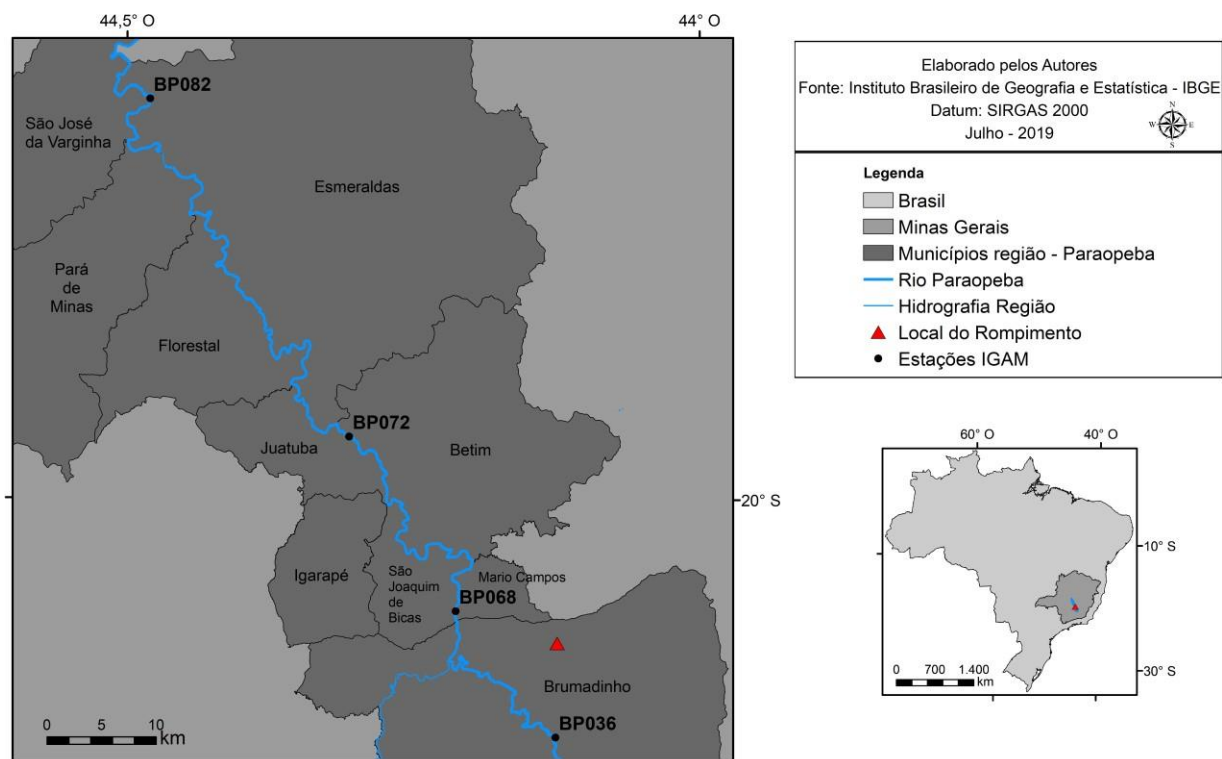 44,5° O
44° O
BP082
São José
da Varginha
Esmeraldas
Pará
de
Minas
Florestal
BP072
Juatuba
Betim
20° S
Igarapé
São
Joaquim
de
Bicas
Mario Campos
BP068
Brumadinho
BP036
0 5 10
km
Elaborado pelos Autores
Fonte: Instituto Brasileiro de Geografia e Estatística - IBGE
Datum: SIRGAS 2000
Julho - 2019
N
W E
S
Legenda
Brasil
Minas Gerais
Municípios região - Paraopeba
Rio Paraopeba
Hidrografia Região
Local do Rompimento
Estações IGAM
60° O
40° O
10° S
30° S
0 700 1.400
km